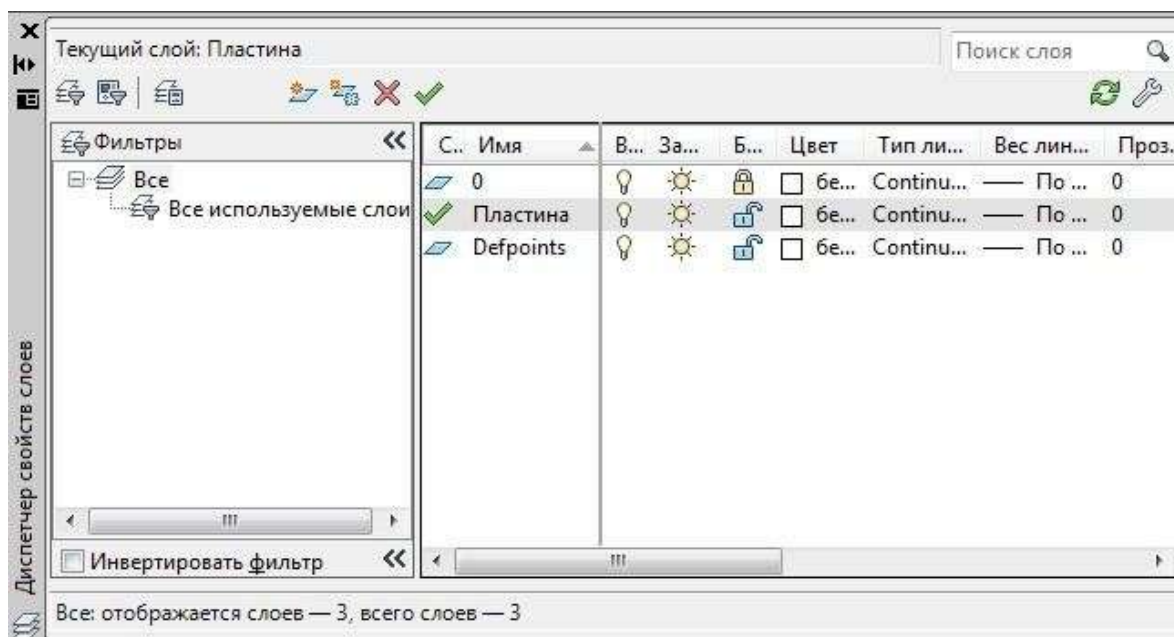 Текущий слой: Пластина
Поиск слоя
Фильтры
Все
Все используемые слои
Инвертировать фильтр
С.. Имя В... За... Б... Цвет Тип ли... Вес лин... Проз.
0 бе... Continu... По ... 0
Пластина бе... Continu... По ... 0
Defpoints бе... Continu... По ... 0
Все: отображается слоев — 3, всего слоев — 3
Диспетчер свойств слоев